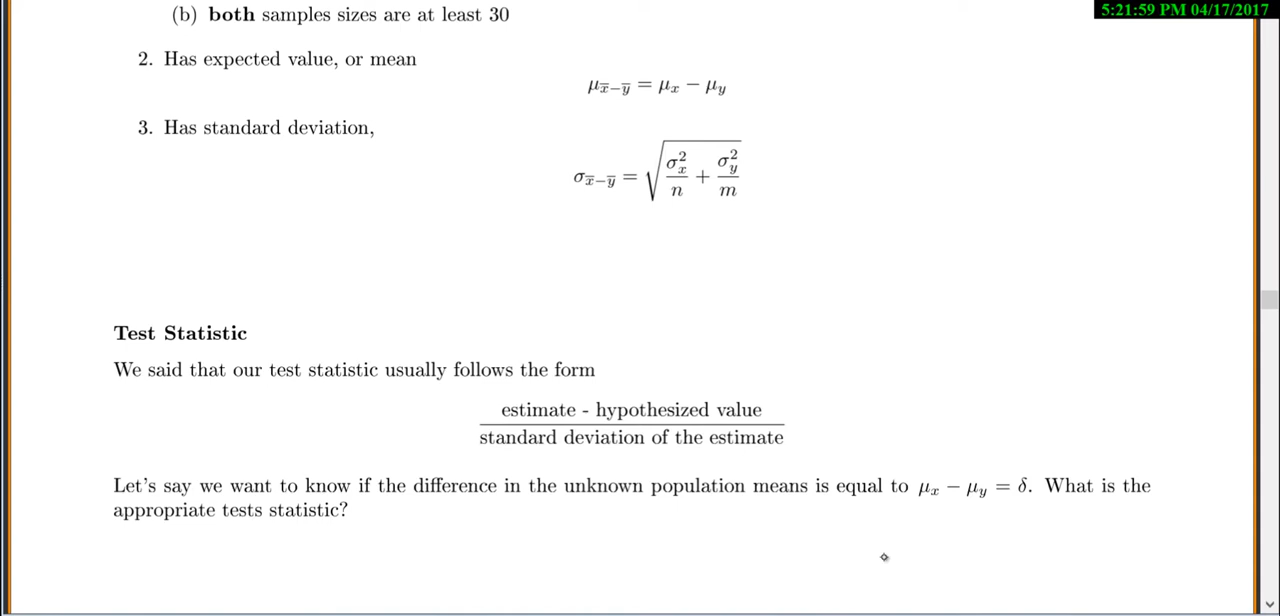 (b) both samples sizes are at least 30
5:21:59 PM 04/17/2017
2. Has expected value, or mean
μ_{x̅−y̅} = μ_x − μ_y
3. Has standard deviation,
σ_{x̅−y̅} = √(σ_x²/n + σ_y²/m)
Test Statistic
We said that our test statistic usually follows the form
estimate - hypothesized value
standard deviation of the estimate
Let's say we want to know if the difference in the unknown population means is equal to μ_x − μ_y = δ. What is the
appropriate tests statistic?